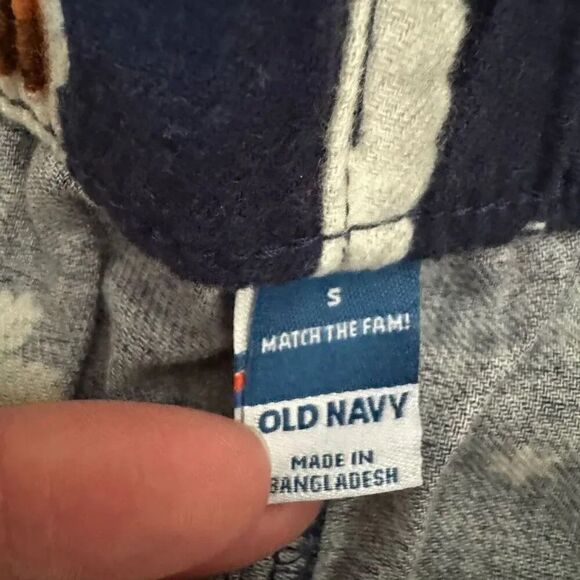 S
MATCH THE FAM!
OLD NAVY
MADE IN
BANGLADESH